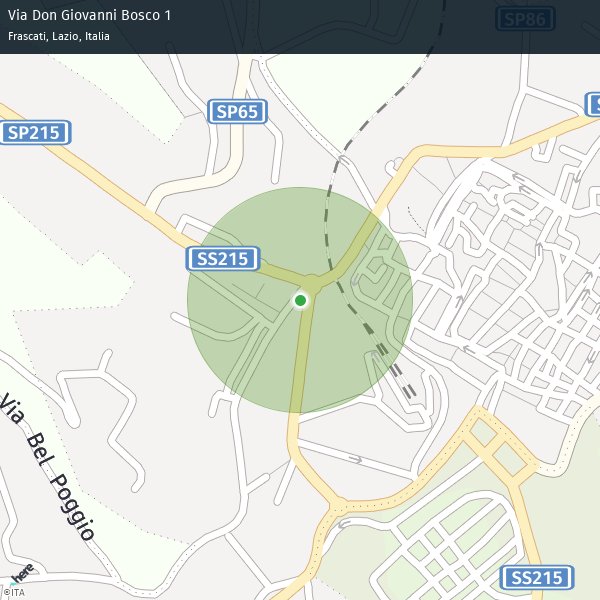 Via Don Giovanni Bosco 1
Frascati, Lazio, Italia
SP86
SP65
SP215
SS215
Via Bel Poggio
SS215
here
©ITA